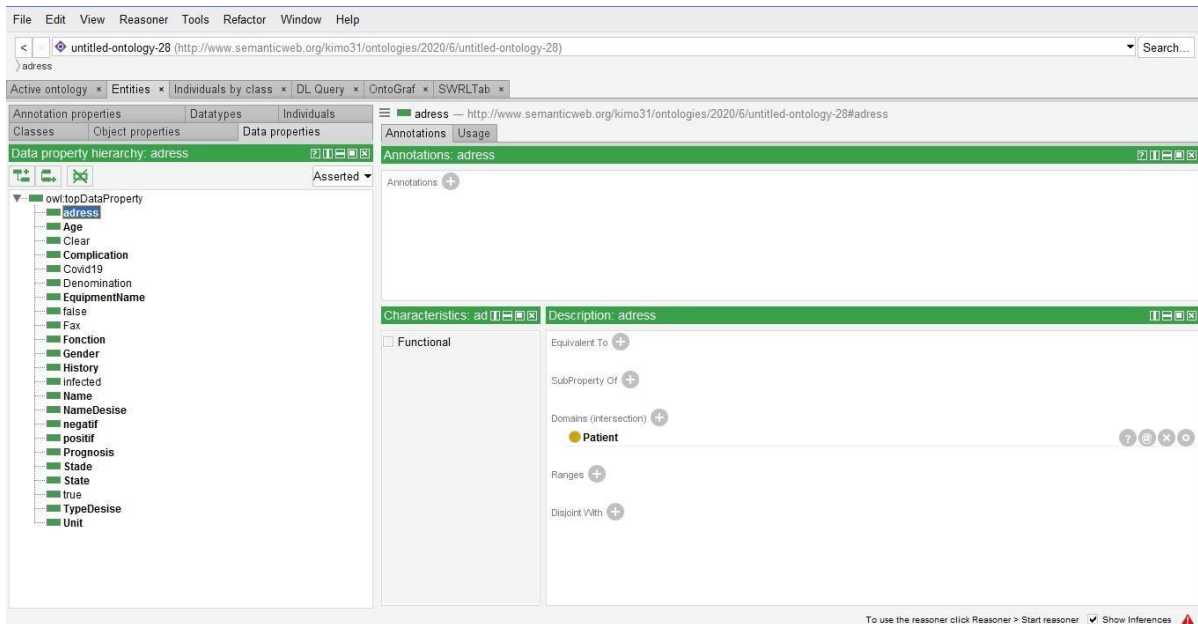 File Edit View Reasoner Tools Refactor Window Help
< > untitled-ontology-28 (http://www.semanticweb.org/kimo31/ontologies/2020/6/untitled-ontology-28) Search...
adress
Active ontology × Entities × Individuals by class × DL Query × OntoGraf × SWRLTab ×
Annotation properties Datatypes Individuals
Classes Object properties Data properties
Data property hierarchy: adress
Asserted
owl:topDataProperty
adress
Age
Clear
Complication
Covid19
Denomination
EquipmentName
false
Fax
Fonction
Gender
History
infected
Name
NameDesise
negatif
positif
Prognosis
Stade
State
true
TypeDesise
Unit
adress — http://www.semanticweb.org/kimo31/ontologies/2020/6/untitled-ontology-28#adress
Annotations Usage
Annotations: adress
Annotations
Characteristics: ad
Functional
Description: adress
Equivalent To
SubProperty Of
Domains (intersection)
Patient
Ranges
Disjoint With
To use the reasoner click Reasoner > Start reasoner Show Inferences